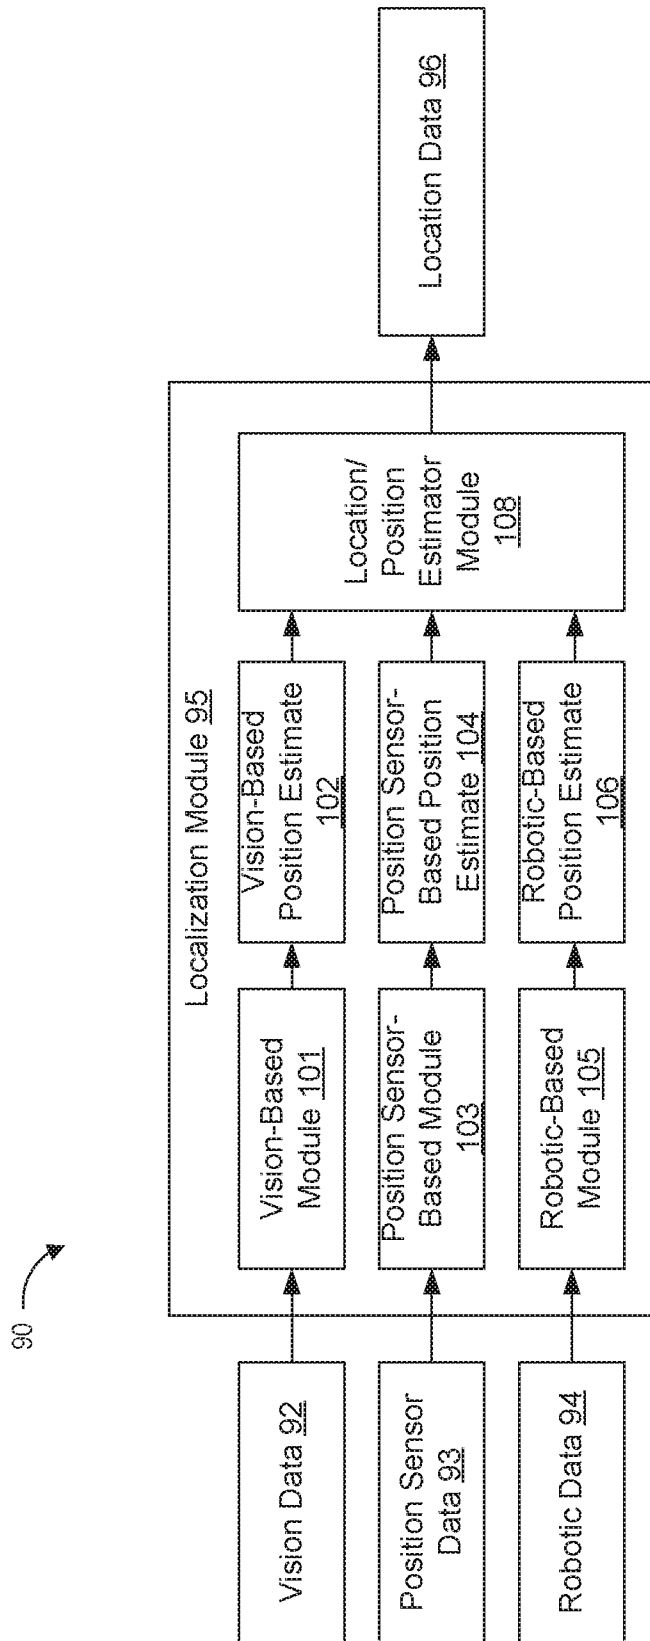 90
Vision Data 92
Position Sensor
Data 93
Robotic Data 94
Localization Module 95
Vision-Based
Module 101
Position Sensor-
Based Module
103
Robotic-Based
Module 105
Vision-Based
Position Estimate
102
Position Sensor-
Based Position
Estimate 104
Robotic-Based
Position Estimate
106
Location/
Position
Estimator
Module
108
Location Data 96